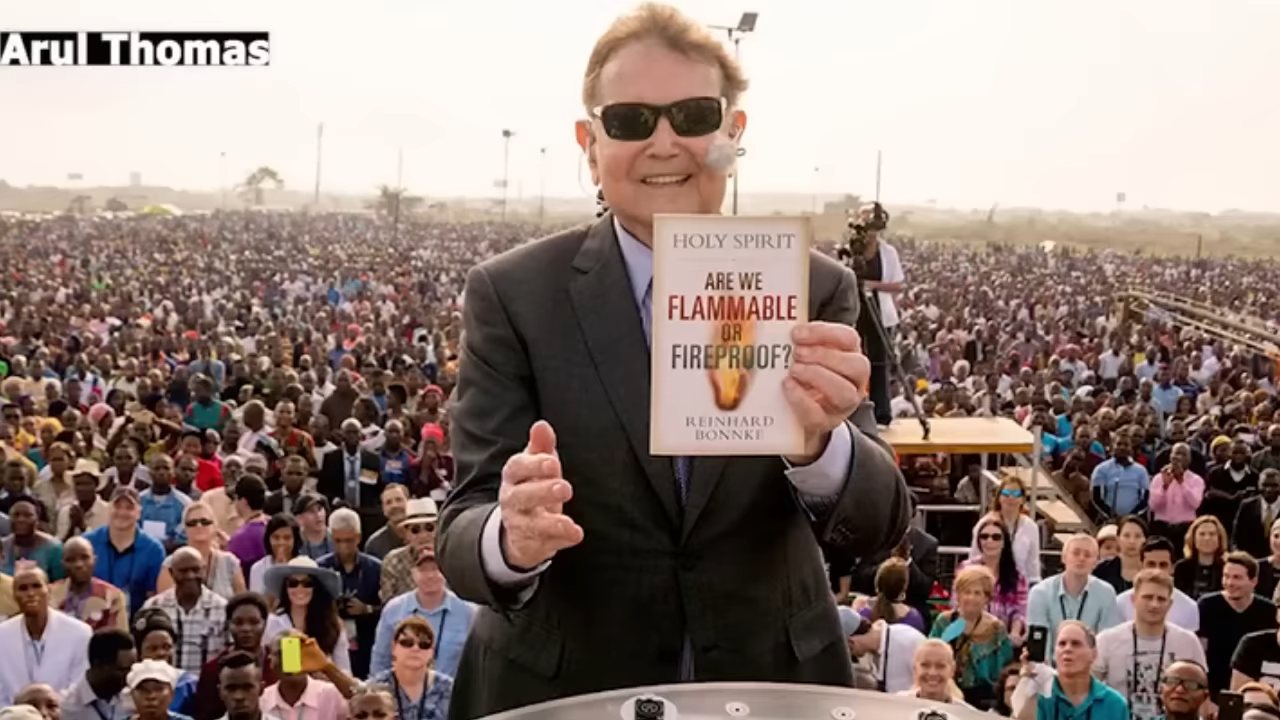 Arul Thomas
HOLY SPIRIT
ARE WE
FLAMMABLE
OR
FIREPROOF?
REINHARD
BONNKE